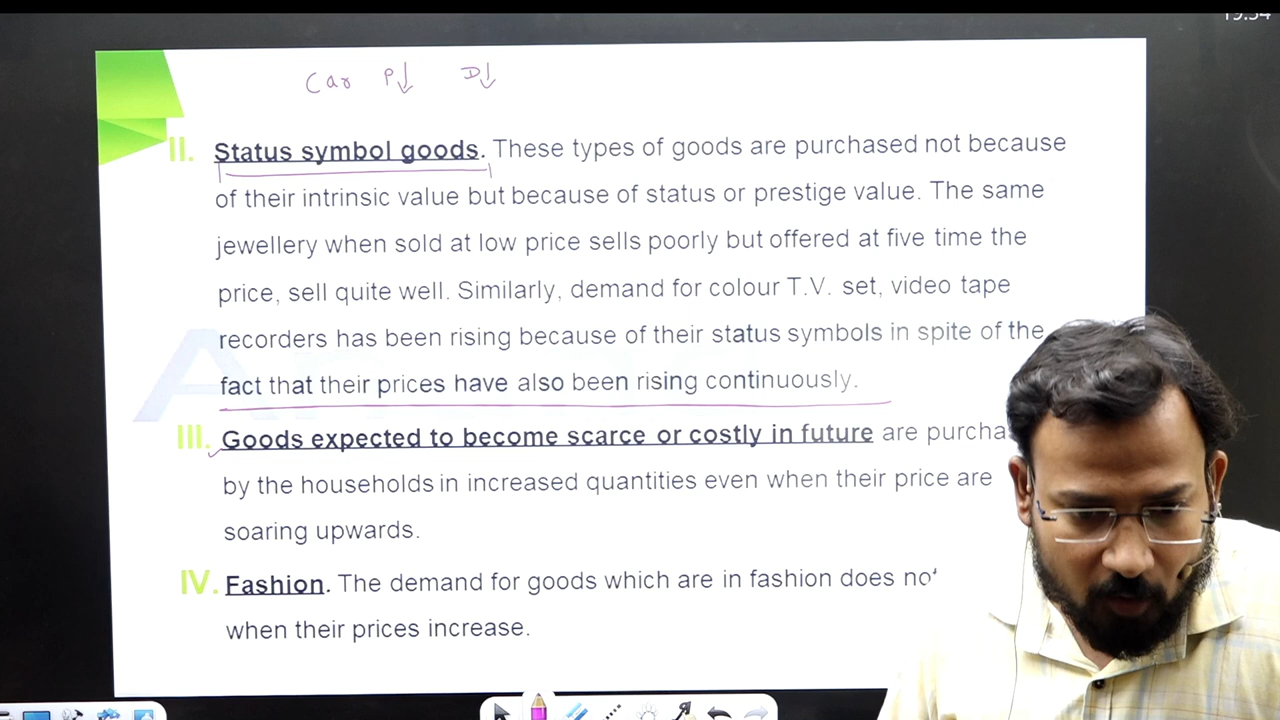 Car P↓ D↓
II. Status symbol goods. These types of goods are purchased not because
of their intrinsic value but because of status or prestige value. The same
jewellery when sold at low price sells poorly but offered at five time the
price, sell quite well. Similarly, demand for colour T.V. set, video tape
recorders has been rising because of their status symbols in spite of the
fact that their prices have also been rising continuously.
III. Goods expected to become scarce or costly in future are
by the households in increased quantities even when their price are
soaring upwards.
IV. Fashion. The demand for goods which are in fashion does
when their prices increase.